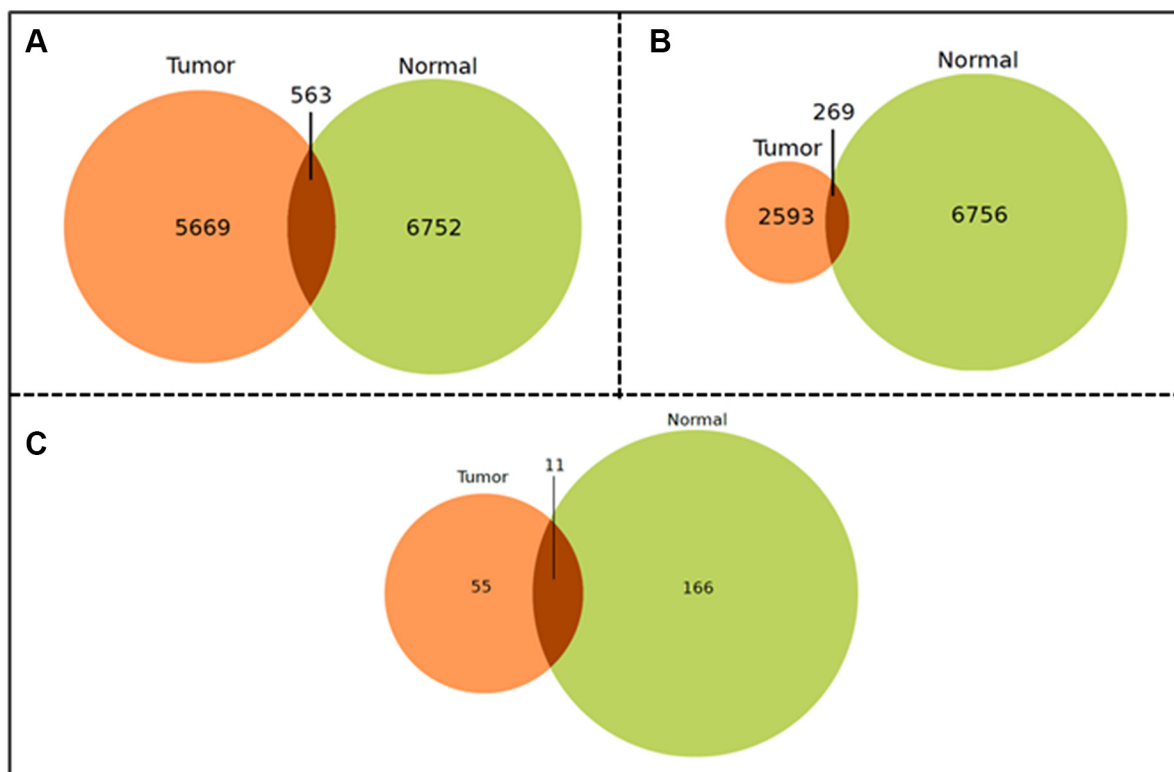 A
Tumor
Normal
563
5669
6752
B
Normal
269
Tumor
2593
6756
C
Normal
11
Tumor
55
166